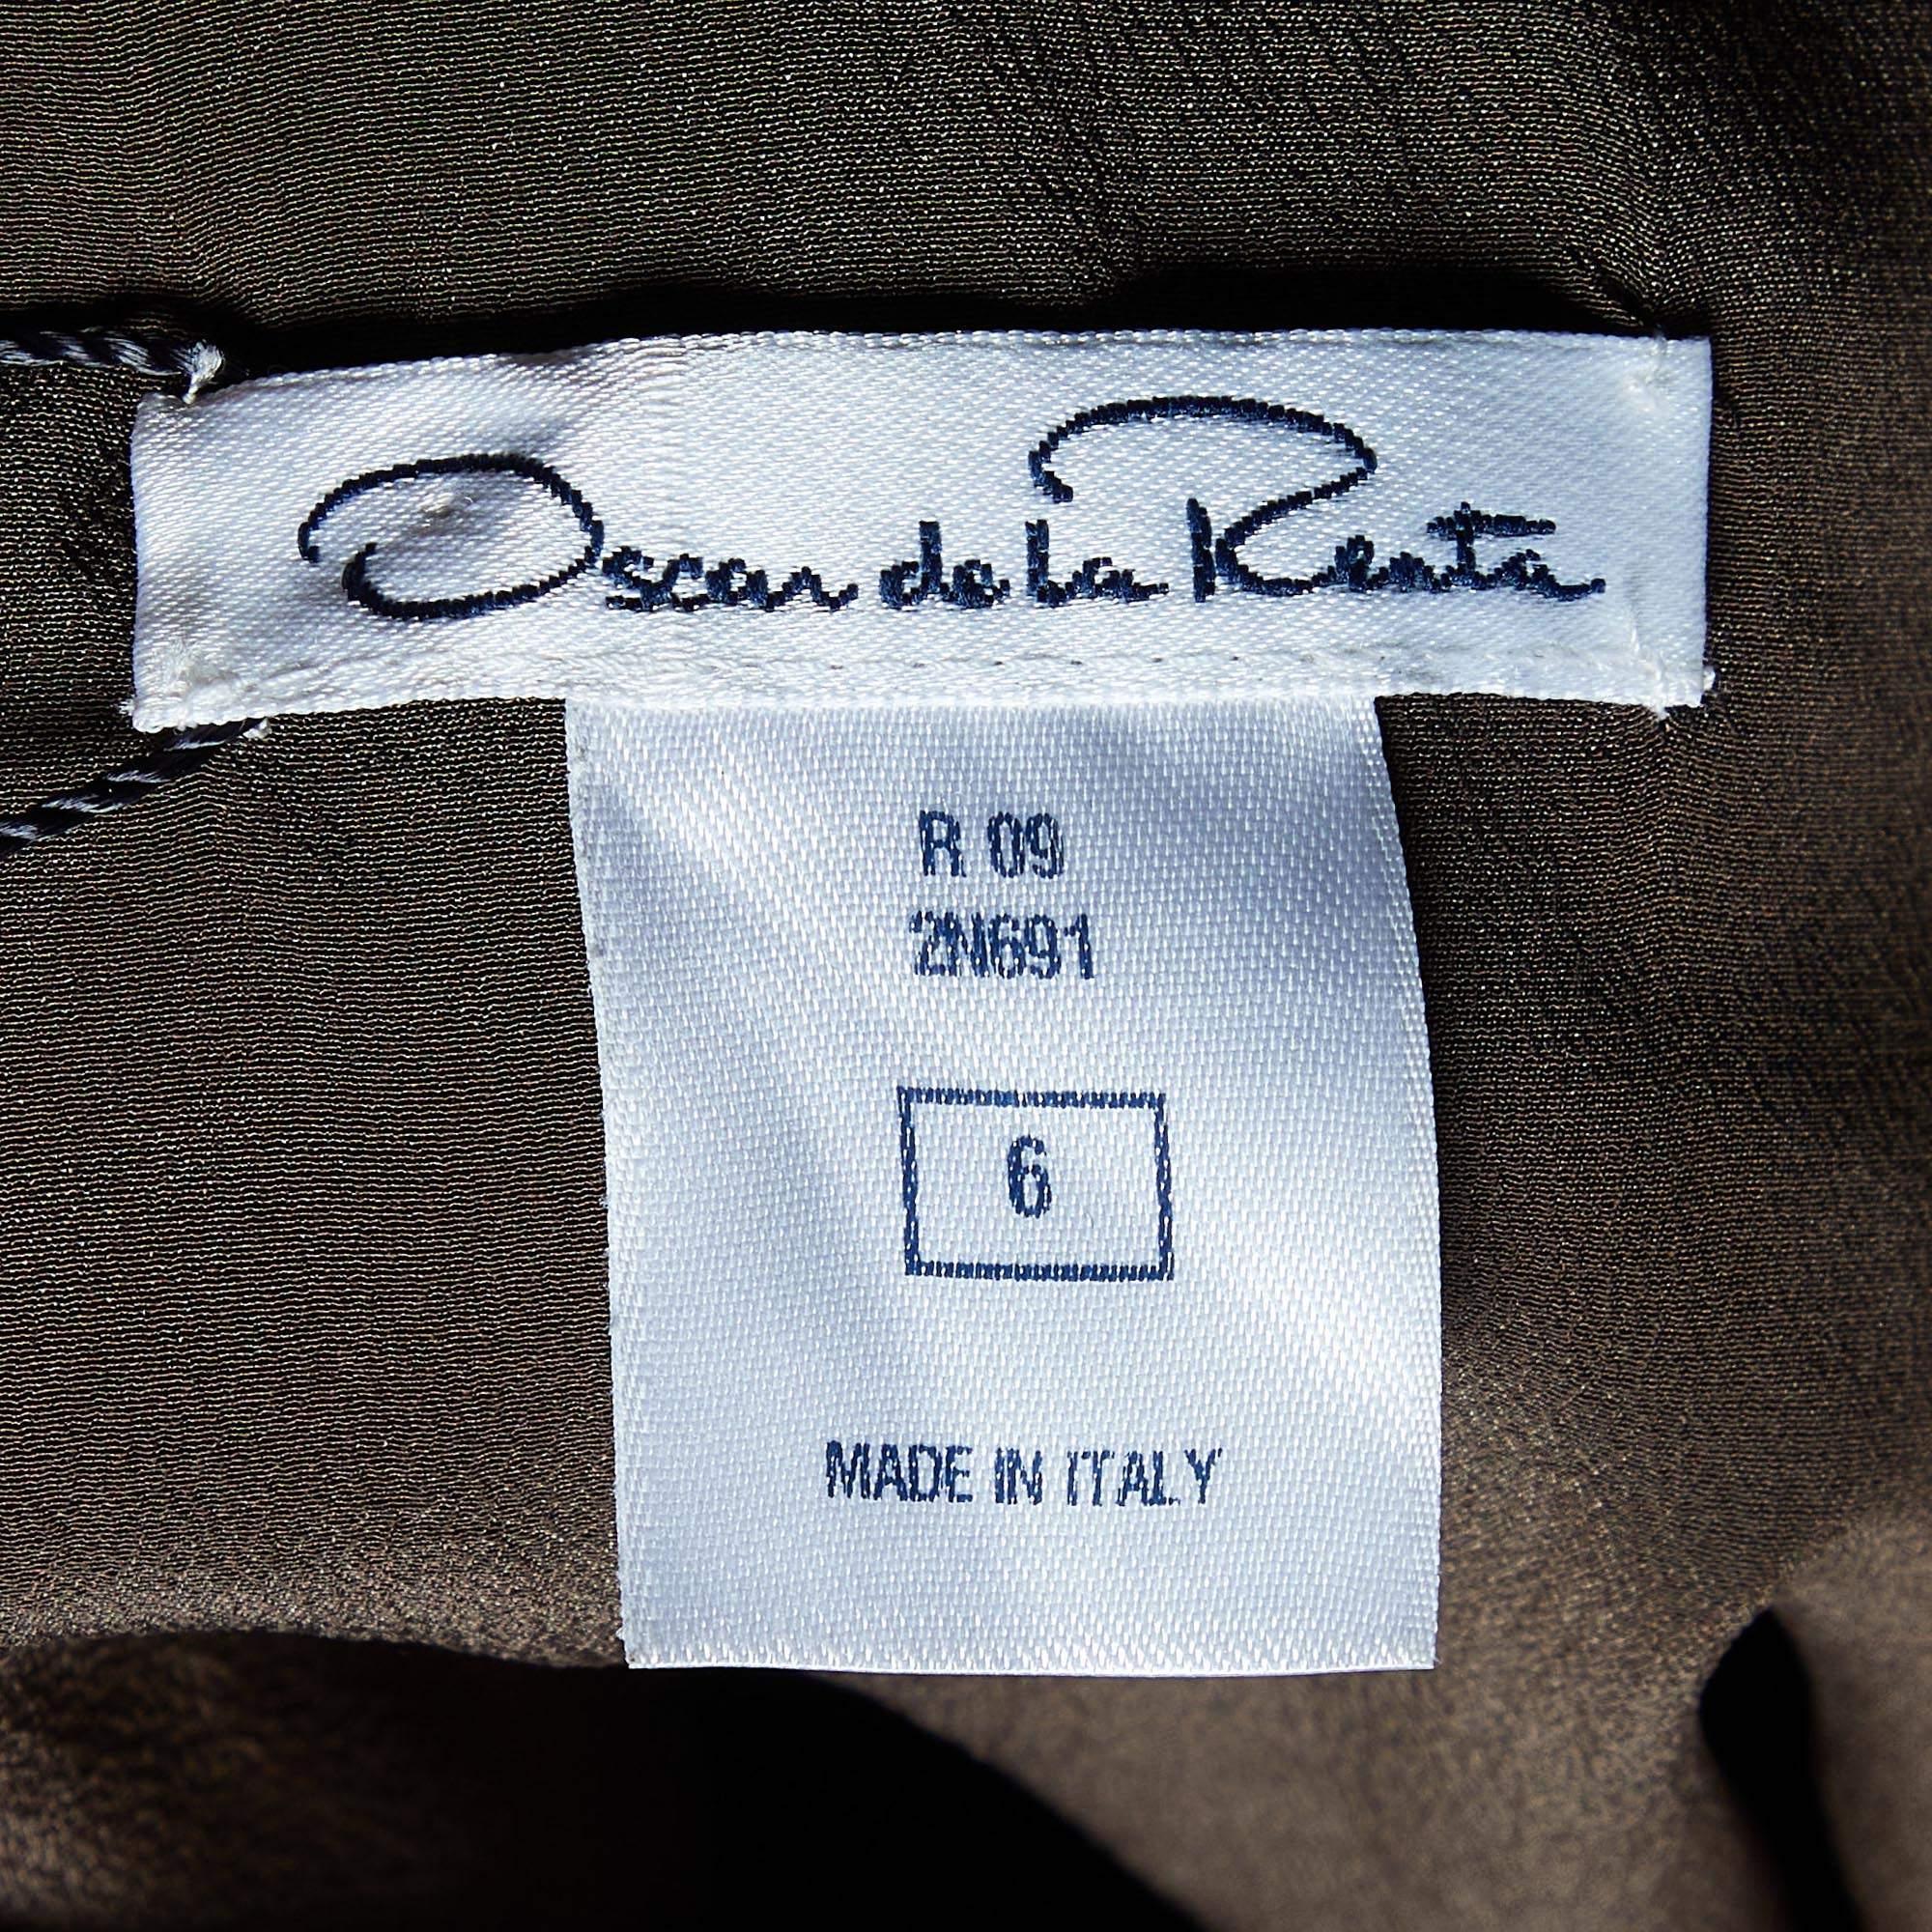 Oscar de la Renta
R 09
2N691
6
MADE IN ITALY